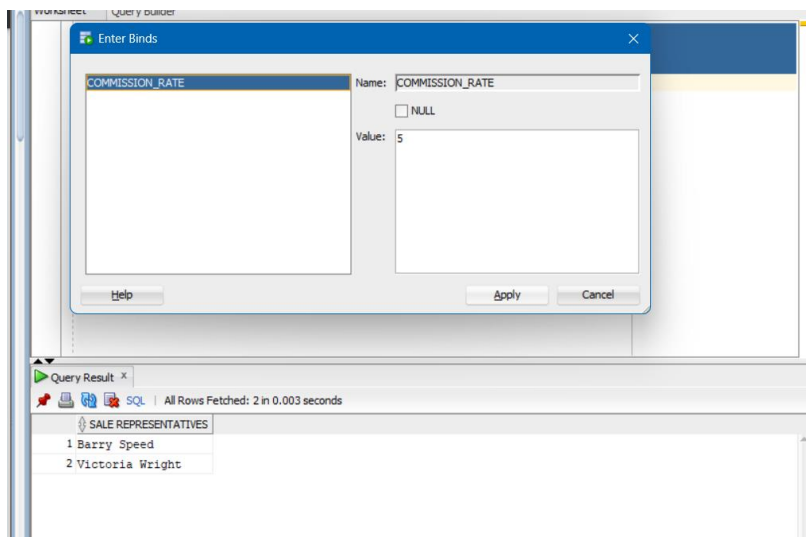 Worksheet Query Builder
Enter Binds
COMMISSION_RATE
Name: COMMISSION_RATE
NULL
Value: 5
Help Apply Cancel
Query Result x
SQL | All Rows Fetched: 2 in 0.003 seconds
SALE REPRESENTATIVES
1 Barry Speed
2 Victoria Wright